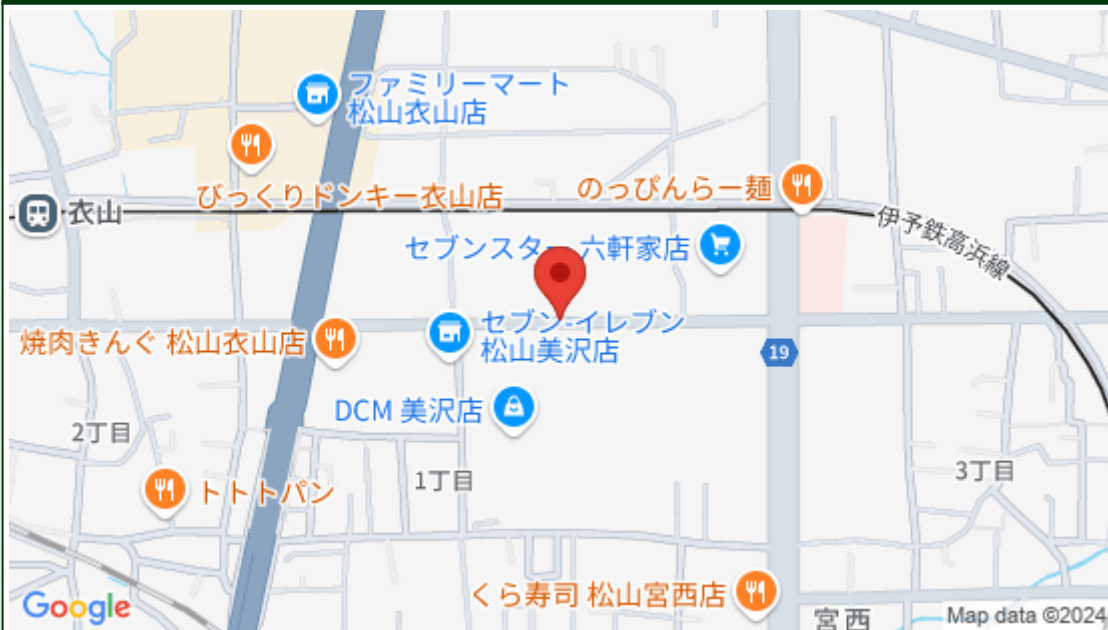 ファミリーマート
松山衣山店
びっくりドンキー衣山店
のっぴんらー麺
衣山
伊予鉄高浜線
セブンスター 六軒家店
セブン-イレブン
松山美沢店
焼肉きんぐ 松山衣山店
19
DCM 美沢店
2丁目
1丁目
3丁目
トトトパン
くら寿司 松山宮西店
宮西
Google
Map data ©2024